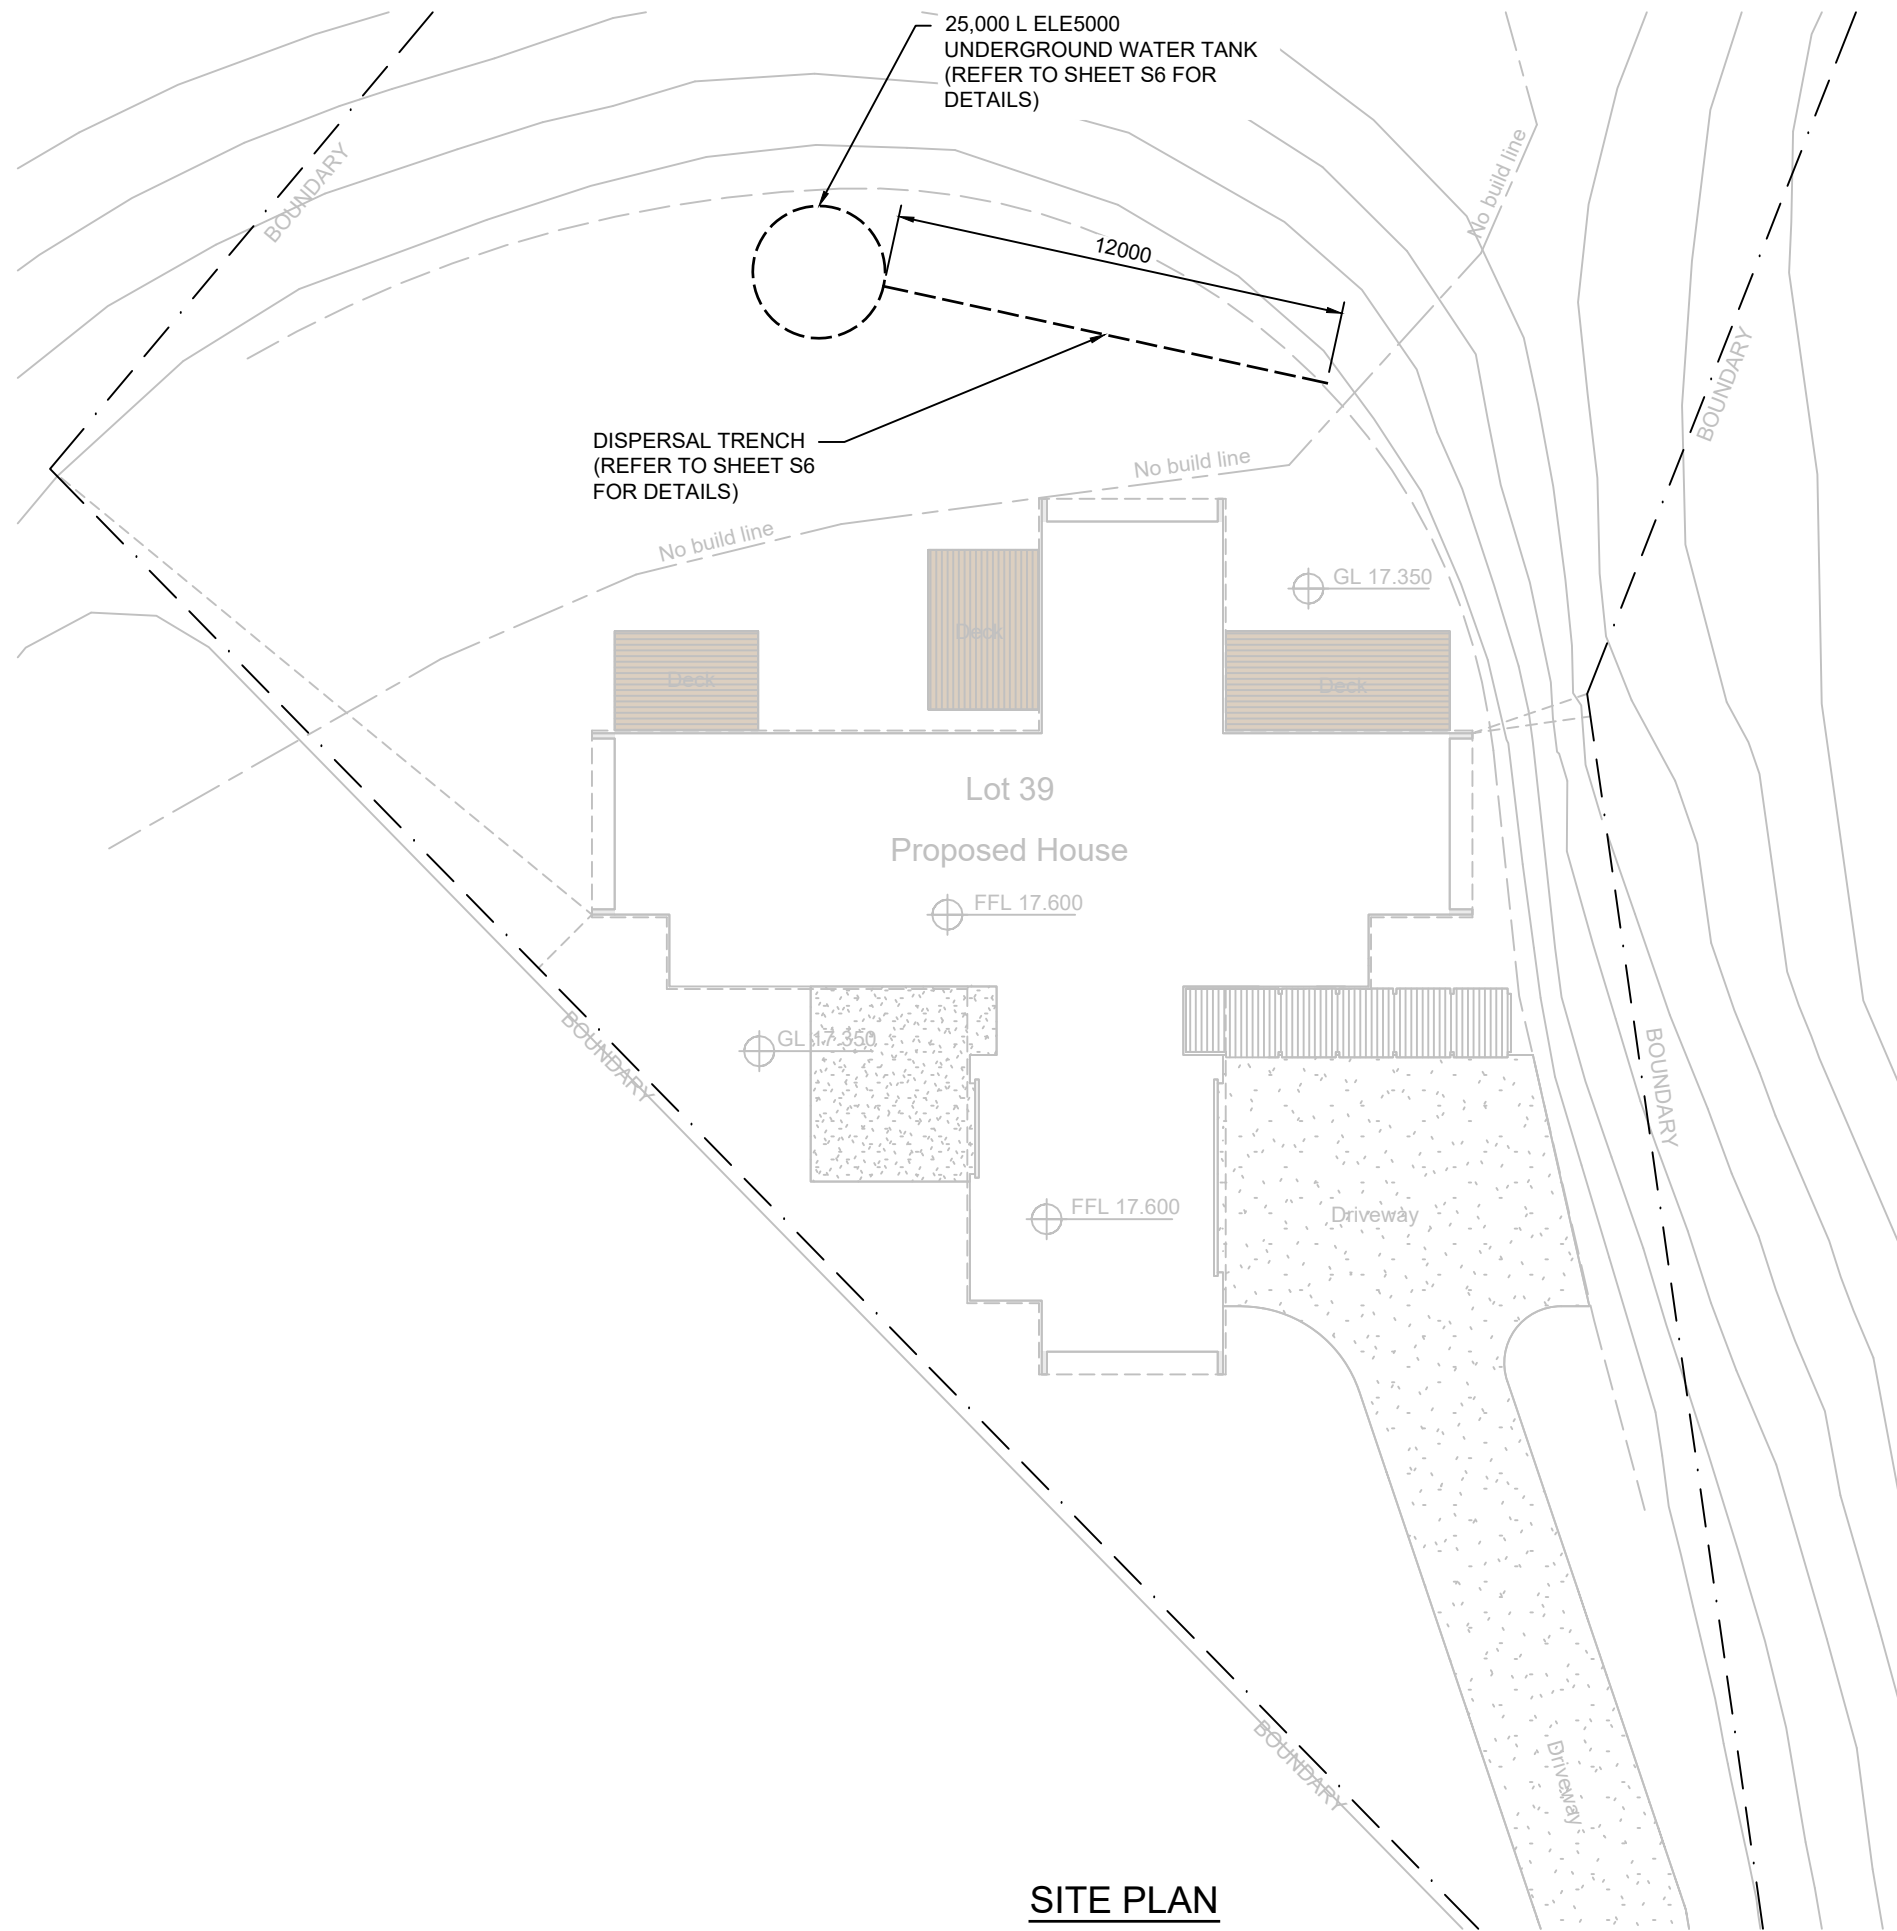 25,000 L ELE5000
UNDERGROUND WATER TANK
(REFER TO SHEET S6 FOR
DETAILS)
BOUNDARY
No build line
12000
BOUNDARY
DISPERSAL TRENCH
(REFER TO SHEET S6
FOR DETAILS)
No build line
No build line
GL 17.350
Deck
Deck
Deck
Lot 39
Proposed House
FFL 17.600
GL 17.350
BOUNDARY
BOUNDARY
FFL 17.600
Driveway
BOUNDARY
Driveway
SITE PLAN